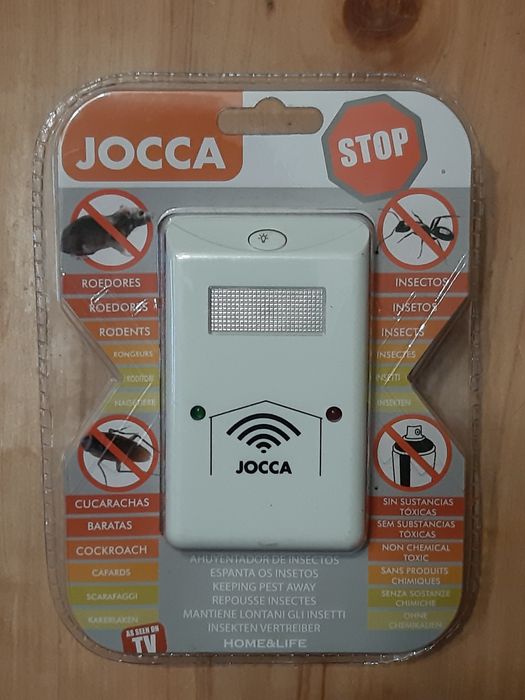 JOCCA
STOP
ROEDORES
ROEDORES
RODENTS
RONGEURS
RODITORI
NAGETIERE
INSECTOS
INSETOS
INSECTS
INSECTES
INSETTI
INSEKTEN
JOCCA
CUCARACHAS
BARATAS
COCKROACH
CAFARDS
SCARAFAGGI
KAKERLAKEN
SIN SUSTANCIAS
TÓXICAS
SEM SUBSTANCIAS
TÓXICAS
NON CHEMICAL
TOXIC
SANS PRODUITS
CHIMIQUES
SENZA SOSTANZE
CHIMICHE
OHNE
CHEMIKALIEN
AHUYENTADOR DE INSECTOS
ESPANTA OS INSETOS
KEEPING PEST AWAY
REPOUSSE INSECTES
MANTIENE LONTANI GLI INSETTI
INSEKTEN VERTREIBER
HOME&LIFE
AS SEEN ON
TV